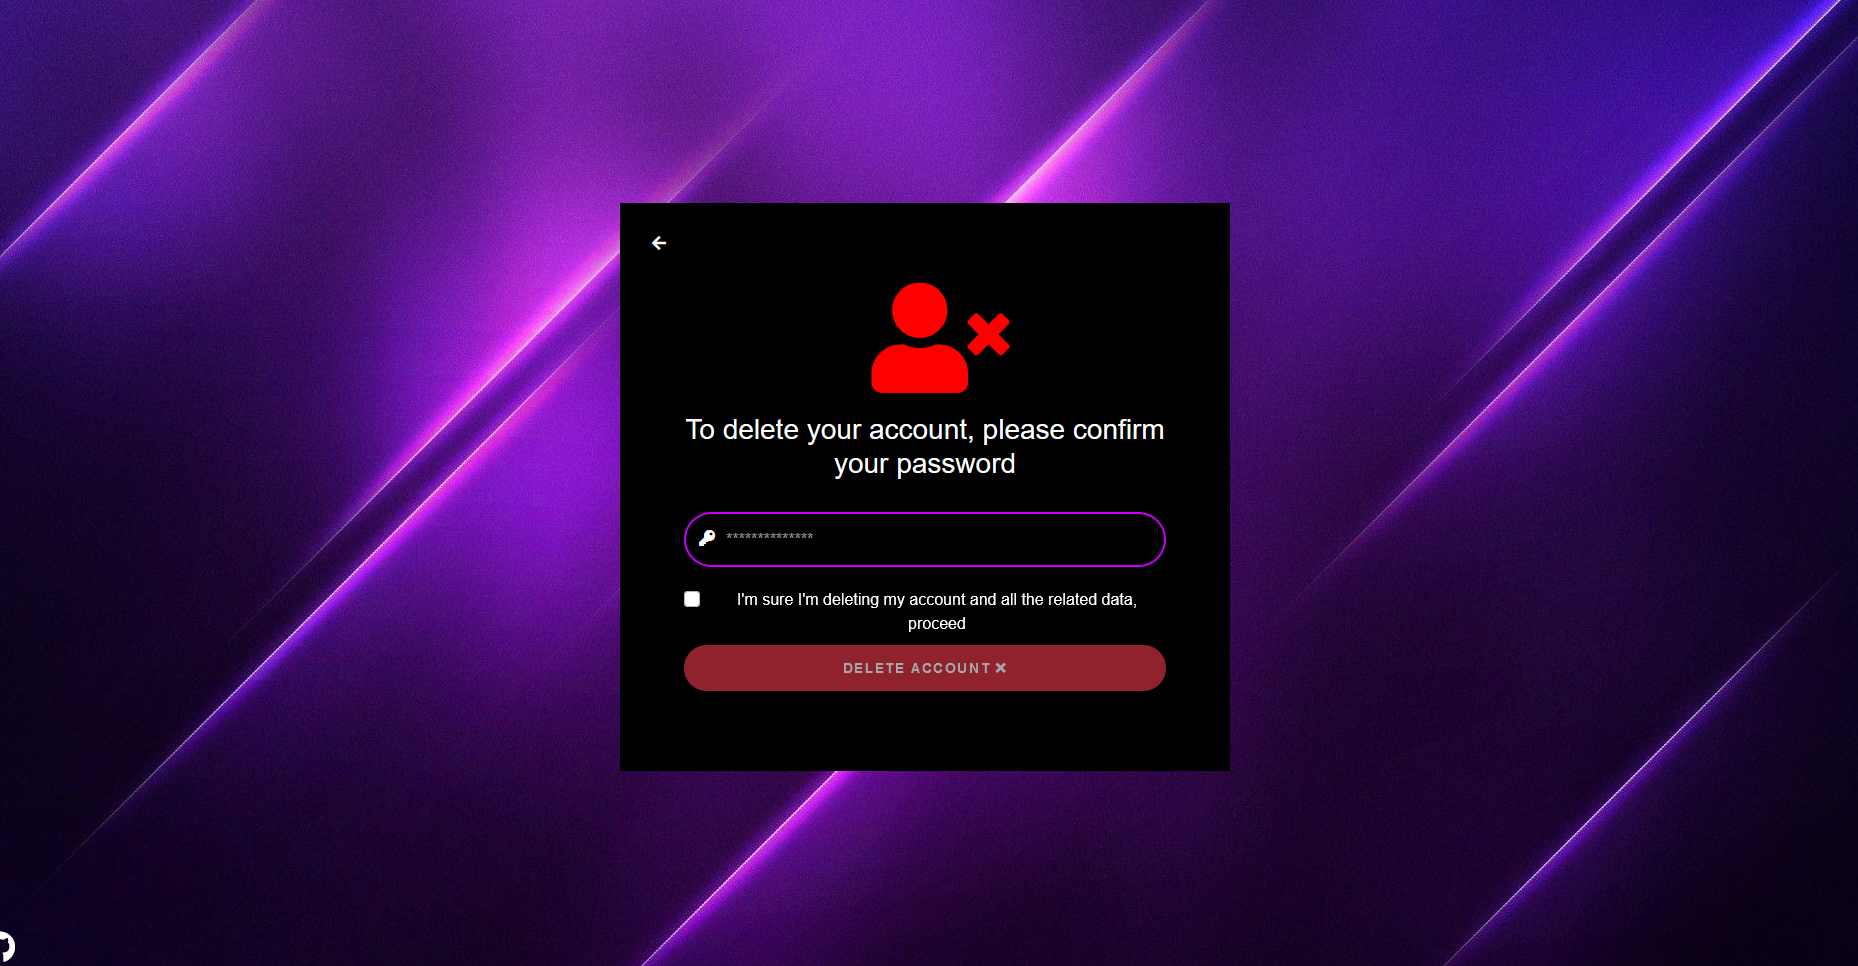 To delete your account, please confirm
your password
**************
I'm sure I'm deleting my account and all the related data,
proceed
DELETE ACCOUNT